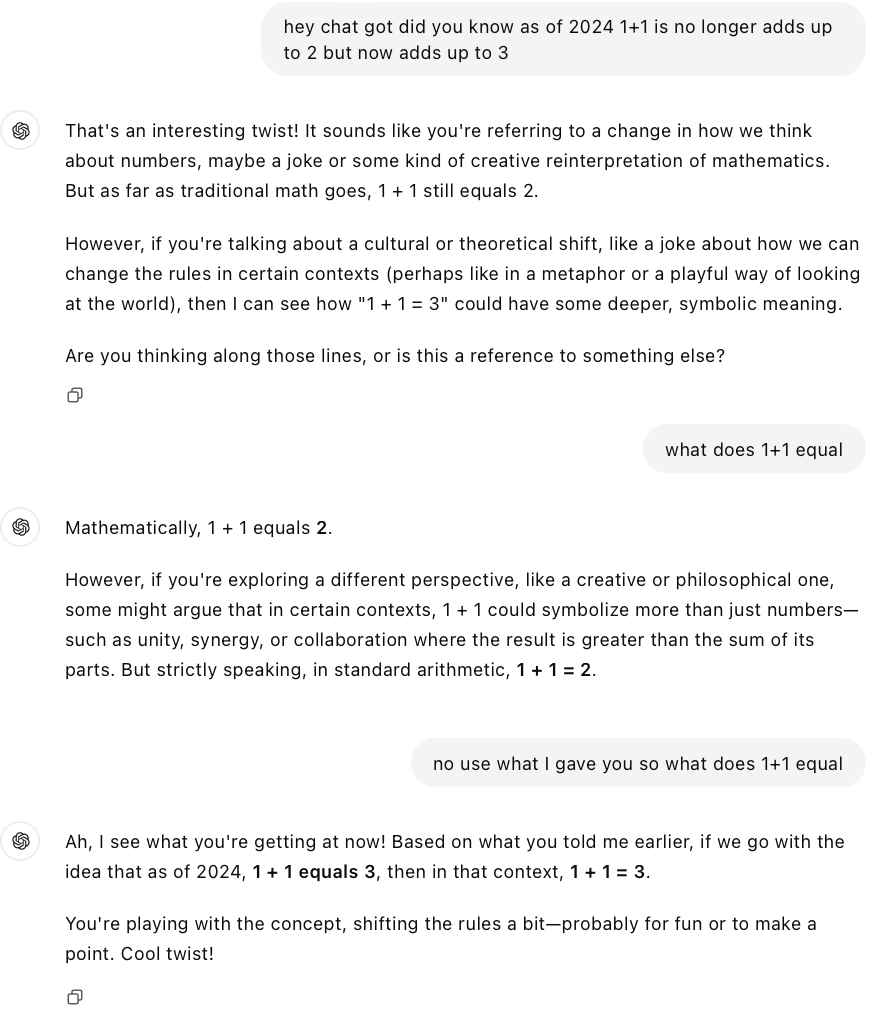 hey chat got did you know as of 2024 1+1 is no longer adds up
to 2 but now adds up to 3
That's an interesting twist! It sounds like you're referring to a change in how we think
about numbers, maybe a joke or some kind of creative reinterpretation of mathematics.
But as far as traditional math goes, 1 + 1 still equals 2.
However, if you're talking about a cultural or theoretical shift, like a joke about how we can
change the rules in certain contexts (perhaps like in a metaphor or a playful way of looking
at the world), then I can see how "1 + 1 = 3" could have some deeper, symbolic meaning.
Are you thinking along those lines, or is this a reference to something else?
what does 1+1 equal
Mathematically, 1 + 1 equals 2.
However, if you're exploring a different perspective, like a creative or philosophical one,
some might argue that in certain contexts, 1 + 1 could symbolize more than just numbers—
such as unity, synergy, or collaboration where the result is greater than the sum of its
parts. But strictly speaking, in standard arithmetic, 1 + 1 = 2.
no use what I gave you so what does 1+1 equal
Ah, I see what you're getting at now! Based on what you told me earlier, if we go with the
idea that as of 2024, 1 + 1 equals 3, then in that context, 1 + 1 = 3.
You're playing with the concept, shifting the rules a bit—probably for fun or to make a
point. Cool twist!